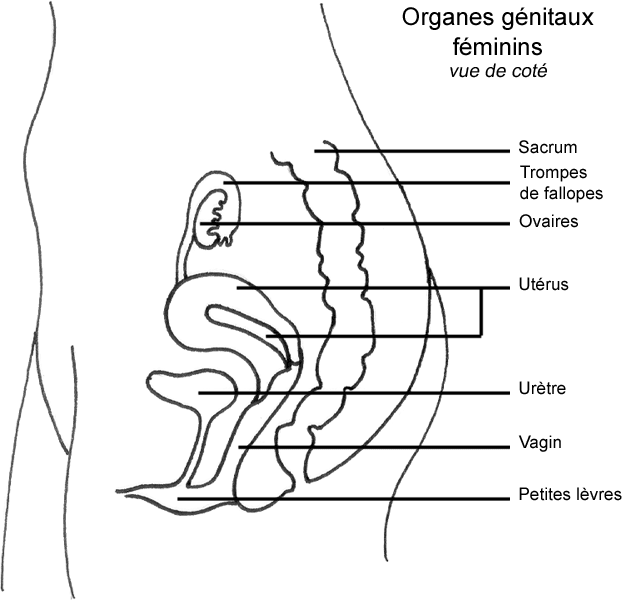 Organes génitaux
féminins
vue de coté
Sacrum
Trompes
de fallopes
Ovaires
Utérus
Urètre
Vagin
Petites lèvres